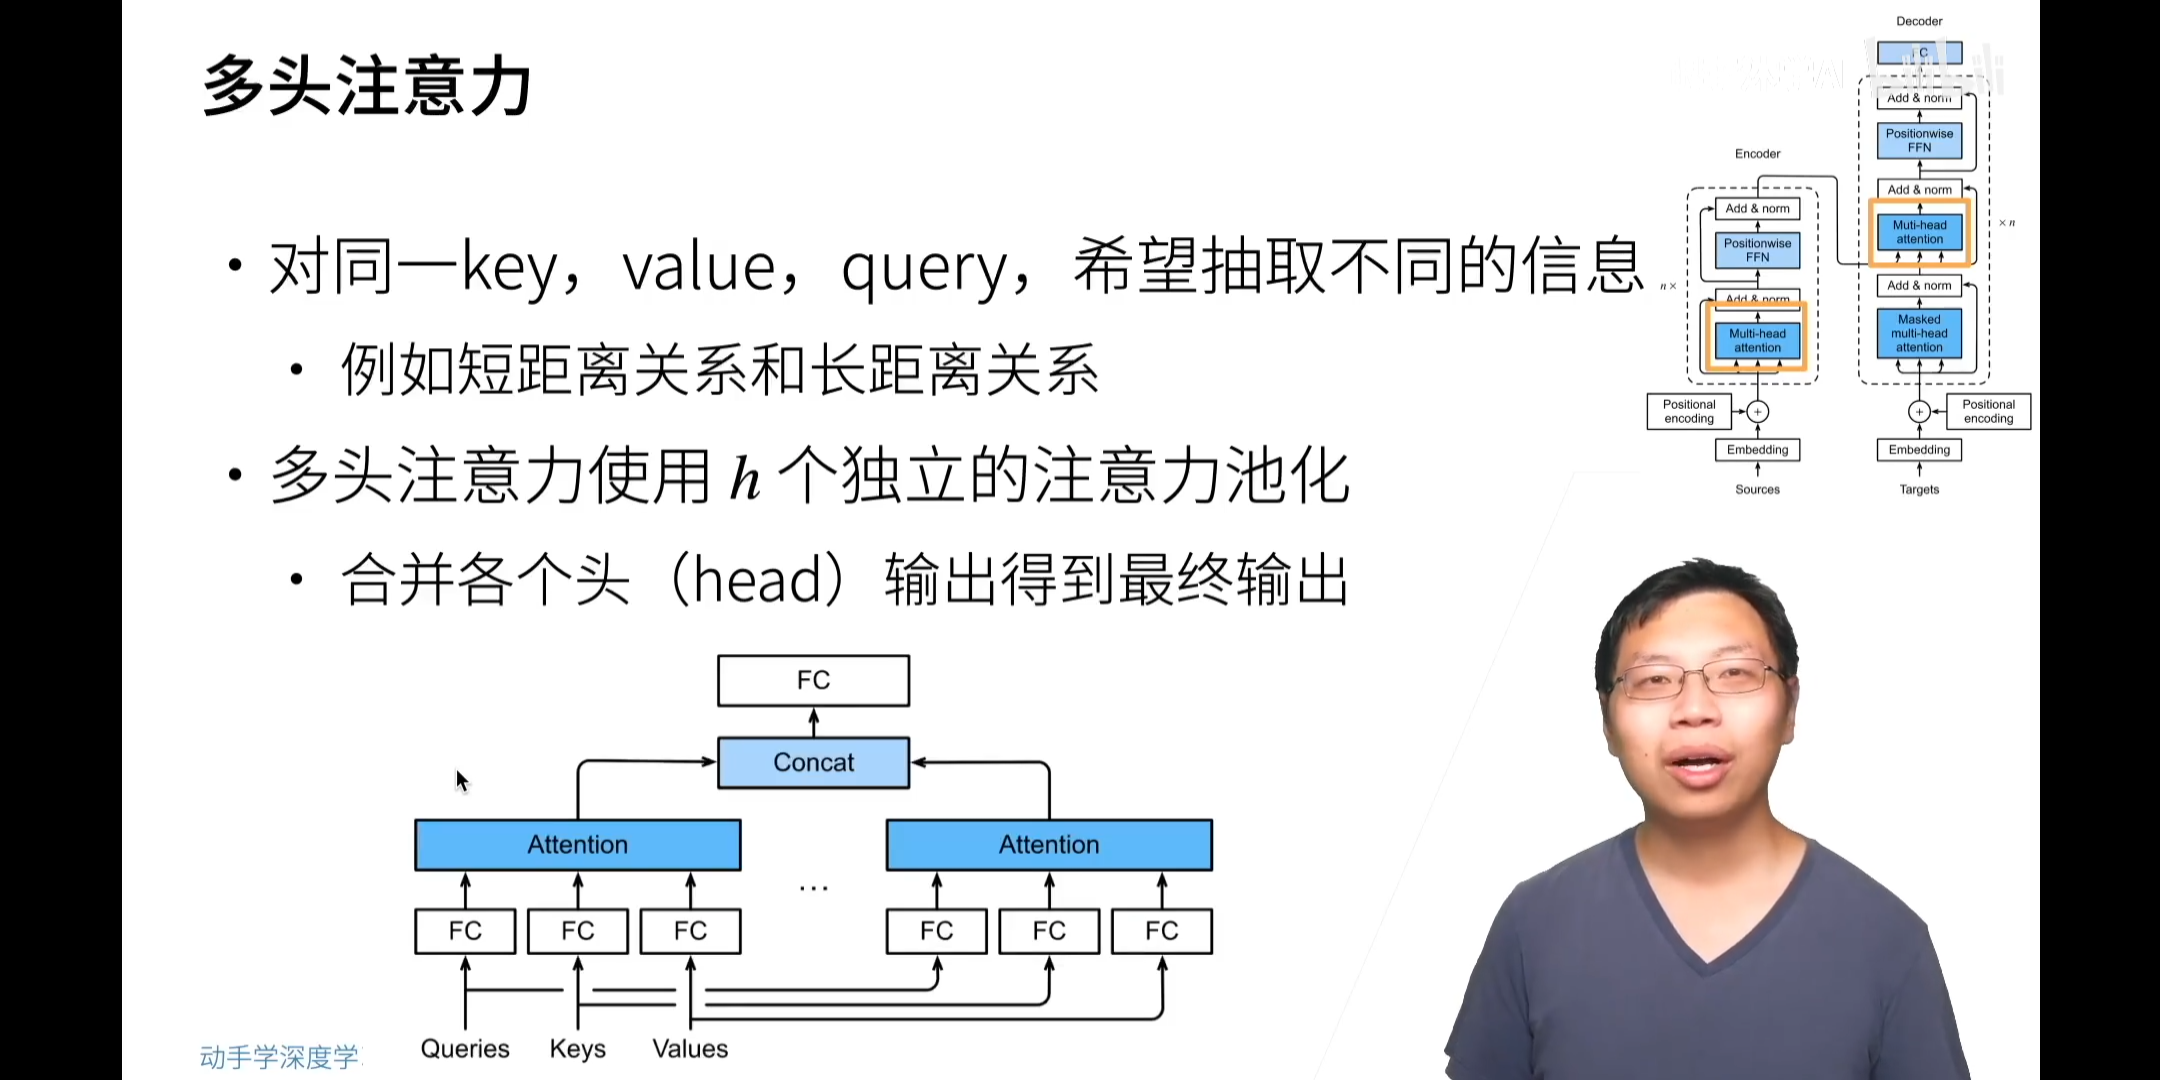 多头注意力
对同一key，value，query，希望抽取不同的信息
例如短距离关系和长距离关系
多头注意力使用 h 个独立的注意力池化
合并各个头（head）输出得到最终输出
FC
Concat
Attention
...
Attention
FC
FC
FC
FC
FC
FC
Queries
Keys
Values
动手学深度学
Encoder
Add & norm
Positionwise
FFN
n ×
Add & norm
Multi-head
attention
Positional
encoding
+
Embedding
Sources
Decoder
FC
Add & norm
Positionwise
FFN
Add & norm
× n
Muti-head
attention
Add & norm
Masked
multi-head
attention
+
Positional
encoding
Embedding
Targets
bilibili